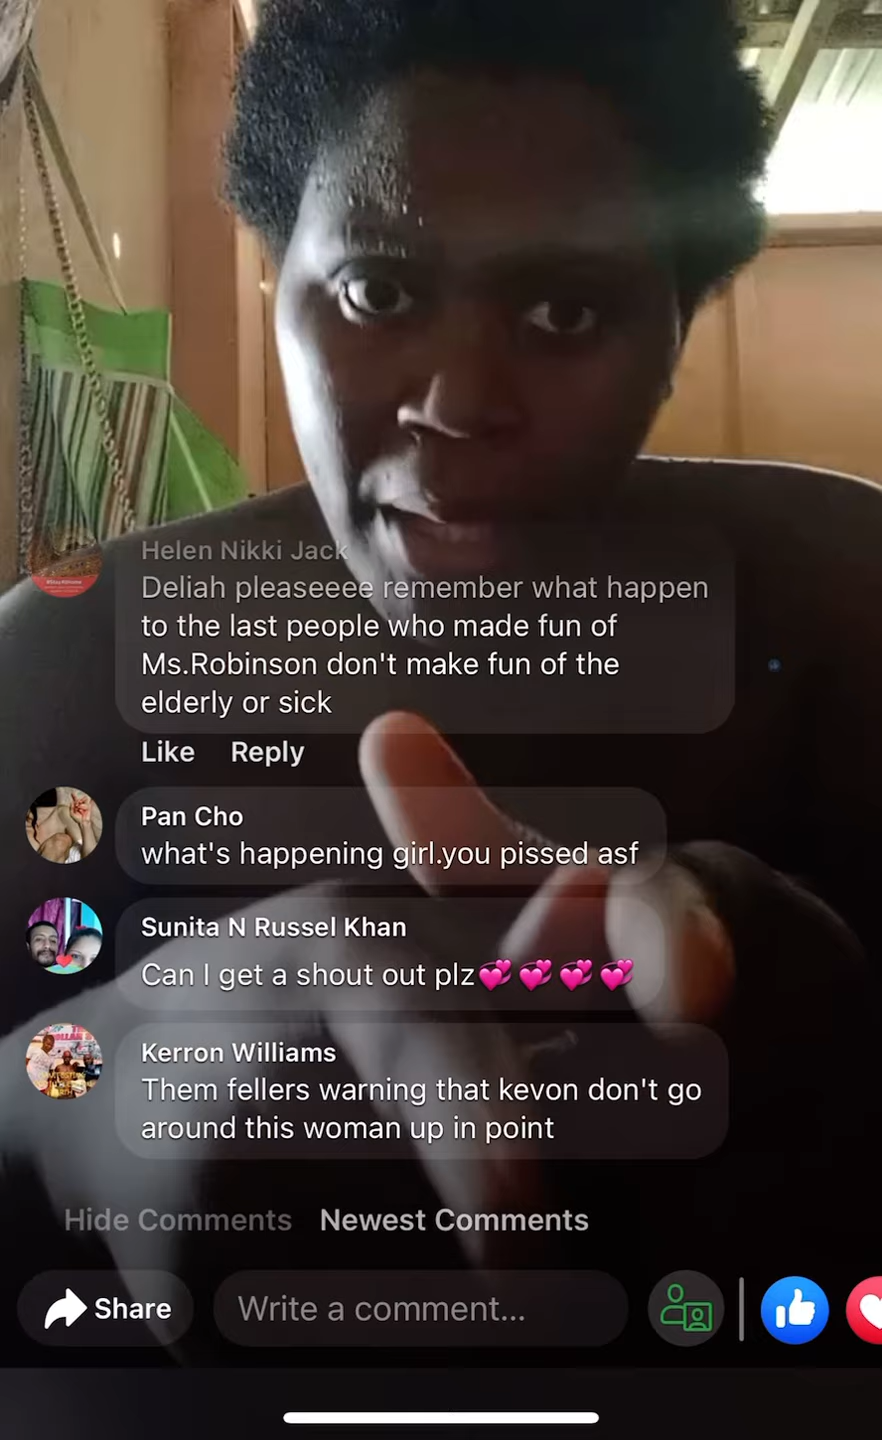 Helen Nikki Jack
Deliah pleaseeee remember what happen
to the last people who made fun of
Ms.Robinson don't make fun of the
elderly or sick
Like Reply
Pan Cho
what's happening girl.you pissed asf
Sunita N Russel Khan
Can I get a shout out plz💞💞💞💞
Kerron Williams
Them fellers warning that kevon don't go
around this woman up in point
Hide Comments Newest Comments
Share Write a comment...